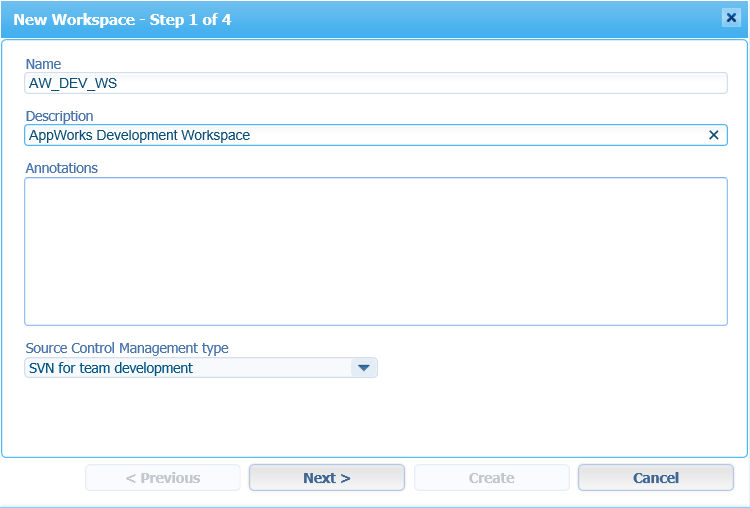 New Workspace - Step 1 of 4
Name
AW_DEV_WS
Description
AppWorks Development Workspace
Annotations
Source Control Management type
SVN for team development
< Previous
Next >
Create
Cancel